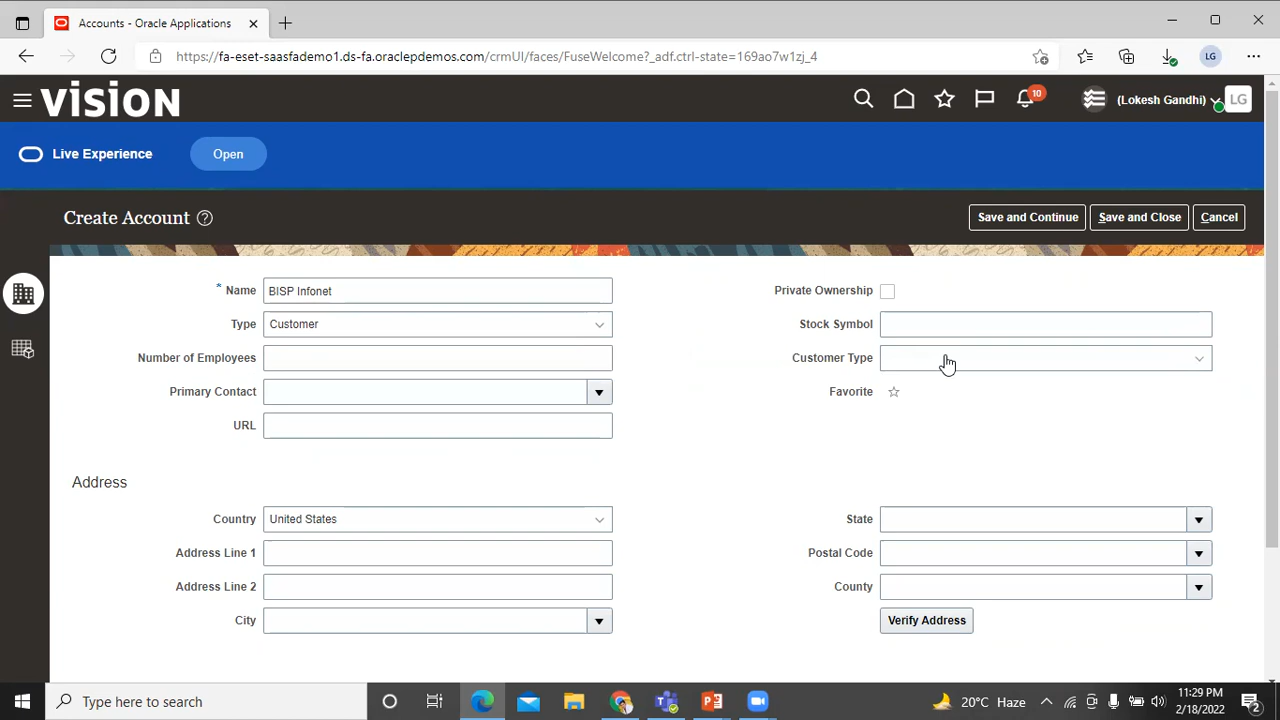 Accounts - Oracle Applications
https://fa-eset-saasfademo1.ds-fa.oraclepdemos.com/crmUI/faces/FuseWelcome?_adf.ctrl-state=169ao7w1zj_4
LG
VISION
10
(Lokesh Gandhi)
LG
Live Experience
Open
Create Account ?
Save and Continue
Save and Close
Cancel
* Name BISP Infonet
Private Ownership
Type Customer
Stock Symbol
Number of Employees
Customer Type
Primary Contact
Favorite
URL
Address
Country United States
State
Address Line 1
Postal Code
Address Line 2
County
City
Verify Address
Type here to search
20°C Haze
11:29 PM
2/18/2022
2